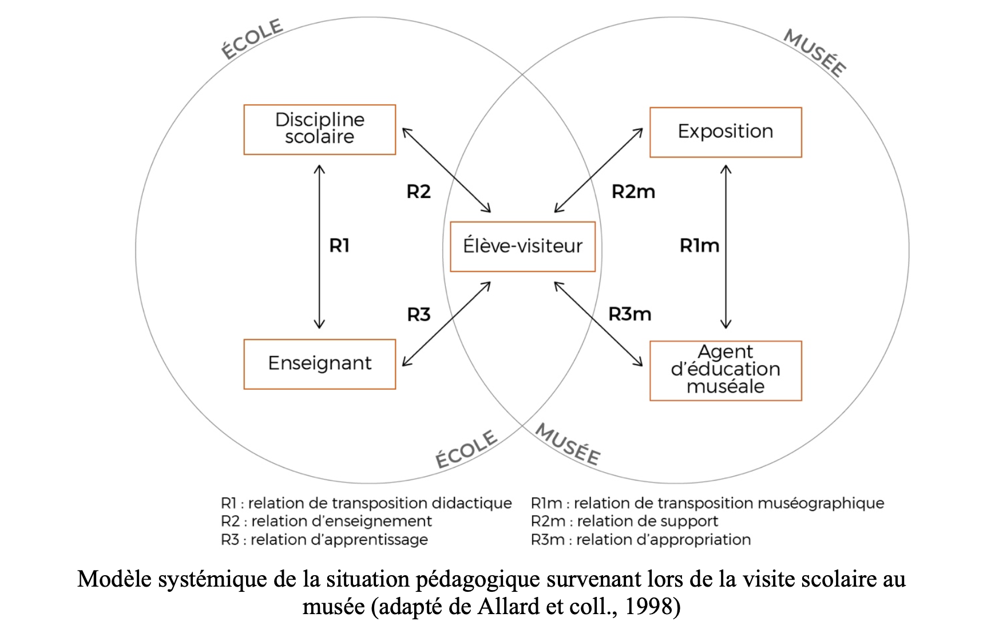 ÉCOLE
MUSÉE
Discipline
scolaire
Exposition
R2
R2m
R1
Élève-visiteur
R1m
R3
R3m
Enseignant
Agent
d’éducation
muséale
ÉCOLE
MUSÉE
R1 : relation de transposition didactique
R2 : relation d’enseignement
R3 : relation d’apprentissage
R1m : relation de transposition muséographique
R2m : relation de support
R3m : relation d’appropriation
Modèle systémique de la situation pédagogique survenant lors de la visite scolaire au
musée (adapté de Allard et coll., 1998)